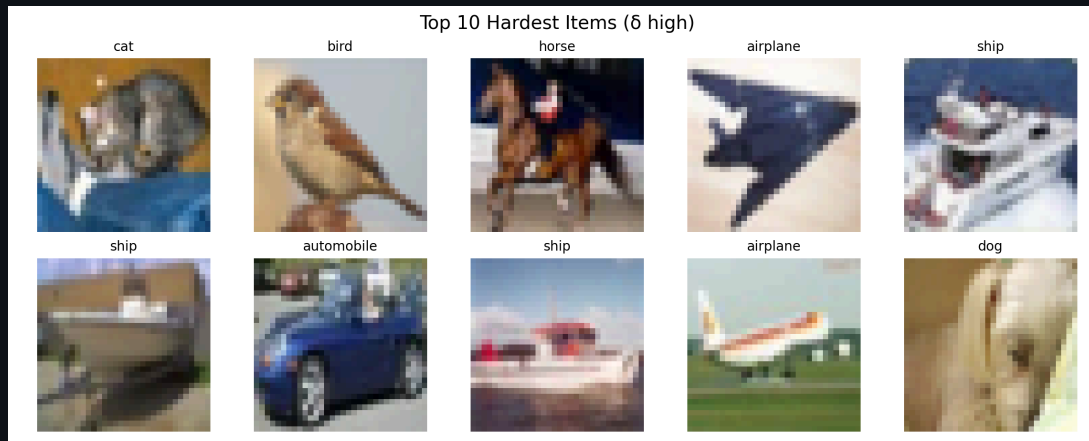 Top 10 Hardest Items (δ high)
cat bird horse airplane ship
ship automobile ship airplane dog